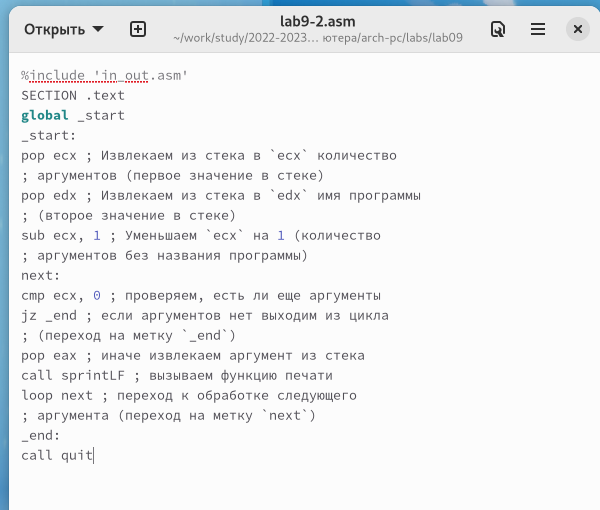 Открыть
lab9-2.asm
~/work/study/2022-2023... ютера/arch-pc/labs/lab09
%include 'in_out.asm'
SECTION .text
global _start
_start:
pop ecx ; Извлекаем из стека в `ecx` количество
; аргументов (первое значение в стеке)
pop edx ; Извлекаем из стека в `edx` имя программы
; (второе значение в стеке)
sub ecx, 1 ; Уменьшаем `ecx` на 1 (количество
; аргументов без названия программы)
next:
cmp ecx, 0 ; проверяем, есть ли еще аргументы
jz _end ; если аргументов нет выходим из цикла
; (переход на метку `_end`)
pop eax ; иначе извлекаем аргумент из стека
call sprintLF ; вызываем функцию печати
loop next ; переход к обработке следующего
; аргумента (переход на метку `next`)
_end:
call quit